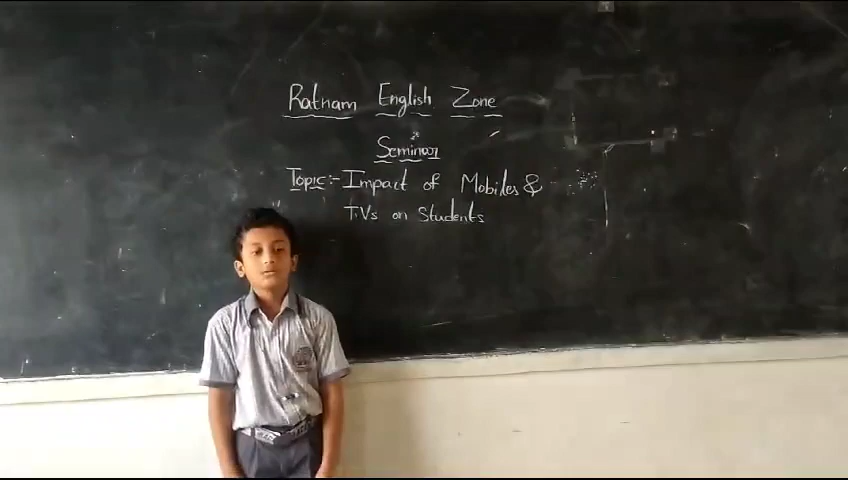 Ratnam English Zone
Seminar
Topic:- Impact of Mobiles &
T.Vs on Students